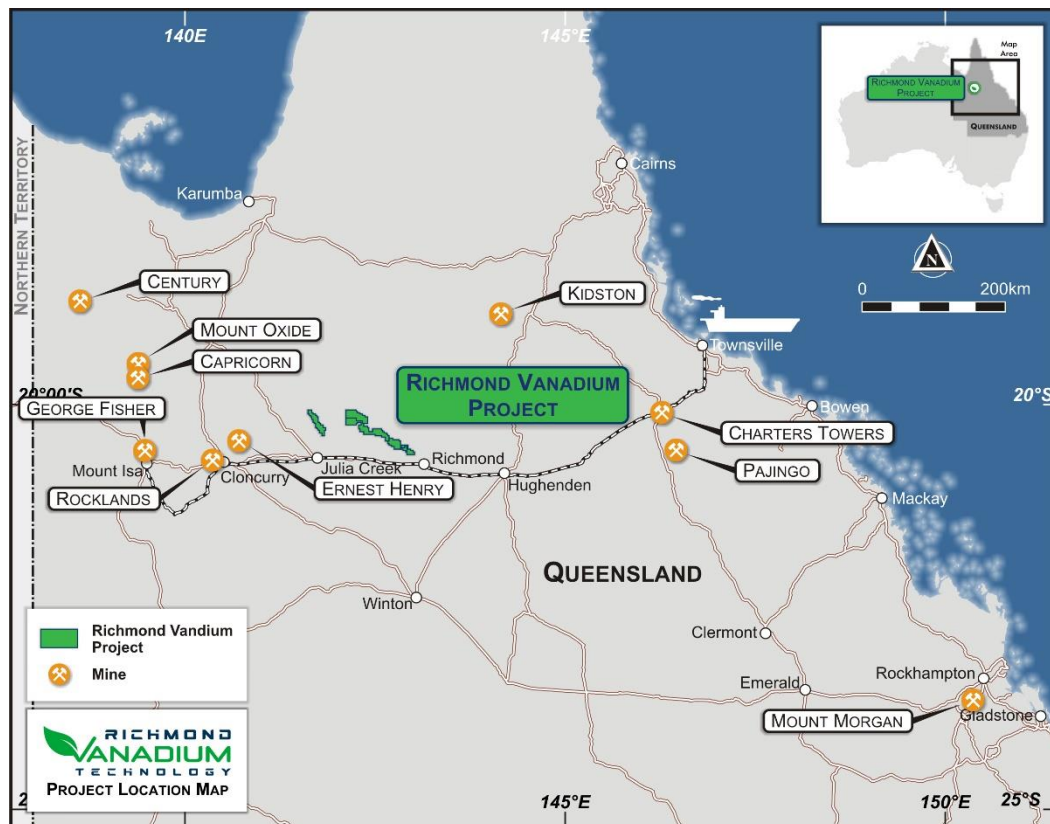 140E
145°E
Map
Area
RICHMOND VANADIUM
PROJECT
QUEENSLAND
NORTHERN TERRITORY
Cairns
Karumba
N
CENTURY
KIDSTON
0 200km
MOUNT OXIDE
CAPRICORN
Townsville
RICHMOND VANADIUM
PROJECT
20°00'S
20°S
GEORGE FISHER
Bowen
CHARTERS TOWERS
Mount Isa
Cloncurry
Julia Creek
Richmond
PAJINGO
ROCKLANDS
ERNEST HENRY
Hughenden
Mackay
QUEENSLAND
Winton
Clermont
Richmond Vandium
Project
Mine
Rockhampton
Emerald
MOUNT MORGAN
Gladstone
RICHMOND
VANADIUM
TECHNOLOGY
PROJECT LOCATION MAP
145°E
150°E
25°S